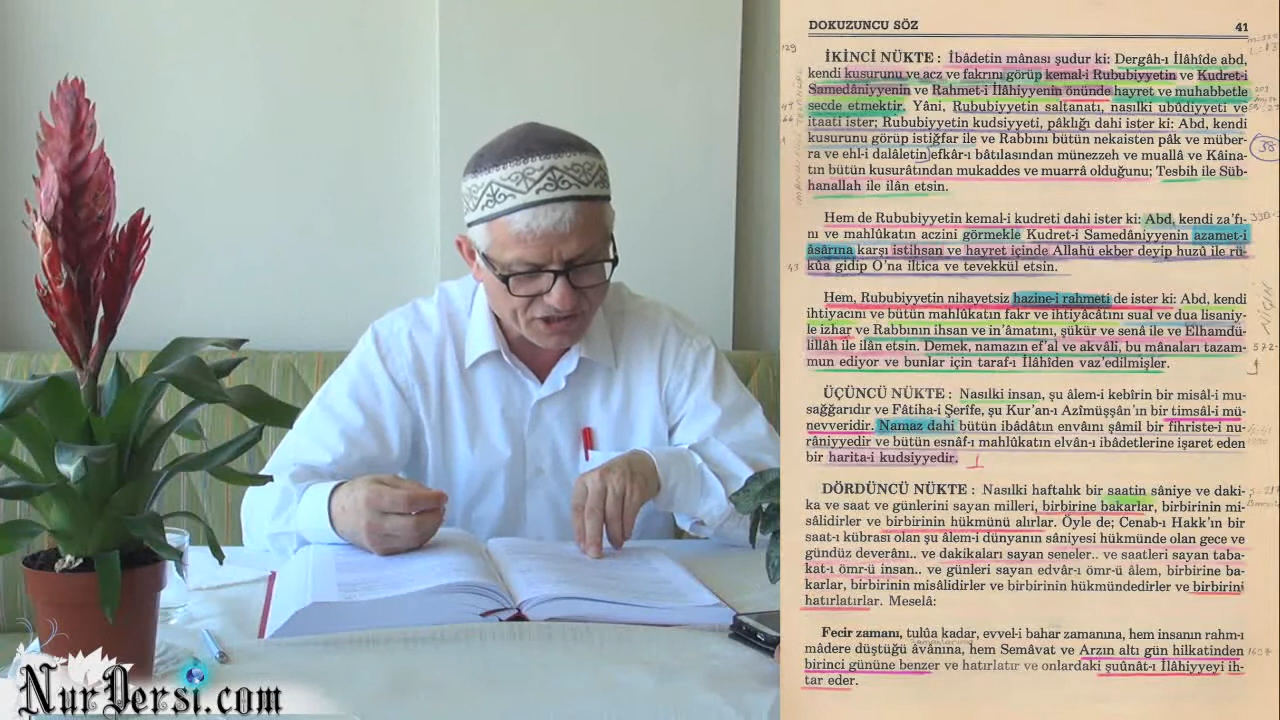 DOKUZUNCU SÖZ 41
İKİNCİ NÜKTE : İbâdetin mânası şudur ki: Dergâh-ı İlâhîde abd,
kendi kusurunu ve acz ve fakrını görüp kemal-i Rububiyyetin ve Kudret-i
Samedâniyyenin ve Rahmet-i İlâhiyyenin önünde hayret ve muhabbetle
secde etmektir. Yâni, Rububiyyetin saltanatı, nasılki ubûdiyyeti ve
itaati ister; Rububiyyetin kudsiyyeti, pâklığı dahi ister ki: Abd, kendi
kusurunu görüp istiğfar ile ve Rabbını bütün nekaisten pâk ve müber-
ra ve ehl-i dalâletin efkâr-ı bâtılasından münezzeh ve muallâ ve Kâina-
tın bütün kusurâtından mukaddes ve muarrâ olduğunu; Tesbih ile Süb-
hanallah ile ilân etsin.
Hem de Rububiyyetin kemal-i kudreti dahi ister ki: Abd, kendi za'fı-
nı ve mahlûkatın aczini görmekle Kudret-i Samedâniyyenin azamet-i
âsârına karşı istihsan ve hayret içinde Allahü ekber deyip huzû ile rü-
kûa gidip O'na iltica ve tevekkül etsin.
Hem, Rububiyyetin nihayetsiz hazine-i rahmeti de ister ki: Abd, kendi
ihtiyacını ve bütün mahlûkatın fakr ve ihtiyâcâtını sual ve dua lisaniy-
le izhar ve Rabbının ihsan ve in'âmatını, şükür ve senâ ile ve Elhamdü-
lillâh ile ilân etsin. Demek, namazın ef'al ve akvâli, bu mânaları tazam-
mun ediyor ve bunlar için taraf-ı İlâhîden vaz'edilmişler.
ÜÇÜNCÜ NÜKTE : Nasılki insan, şu âlem-i kebîrin bir misâl-i mu-
sağğarıdır ve Fâtiha-i Şerîfe, şu Kur'an-ı Azîmüşşân'ın bir timsâl-i mü-
nevveridir. Namaz dahi bütün ibâdâtın envâını şâmil bir fihriste-i nu-
râniyyedir ve bütün esnâf-ı mahlûkatın elvân-ı ibâdetlerine işaret eden
bir harita-i kudsiyyedir.
DÖRDÜNCÜ NÜKTE : Nasılki haftalık bir saatin sâniye ve daki-
ka ve saat ve günlerini sayan milleri, birbirine bakarlar, birbirinin mi-
sâlidirler ve birbirinin hükmünü alırlar. Öyle de; Cenab-ı Hakk'ın bir
saat-ı kübrası olan şu âlem-i dünyanın sâniyesi hükmünde olan gece ve
gündüz deverânı.. ve dakikaları sayan seneler.. ve saatleri sayan taba-
kat-ı ömr-ü insan.. ve günleri sayan edvâr-ı ömr-ü âlem, birbirine ba-
karlar, birbirinin misâlidirler ve birbirinin hükmündedirler ve birbirini
hatırlatırlar. Meselâ:
Fecir zamanı, tulûa kadar, evvel-i bahar zamanına, hem insanın rahm-ı
mâdere düştüğü âvânına, hem Semâvat ve Arzın altı gün hilkatinden
birinci gününe benzer ve hatırlatır ve onlardaki şuûnât-ı İlâhiyyeyi ih-
tar eder.
38
NurDersi.com